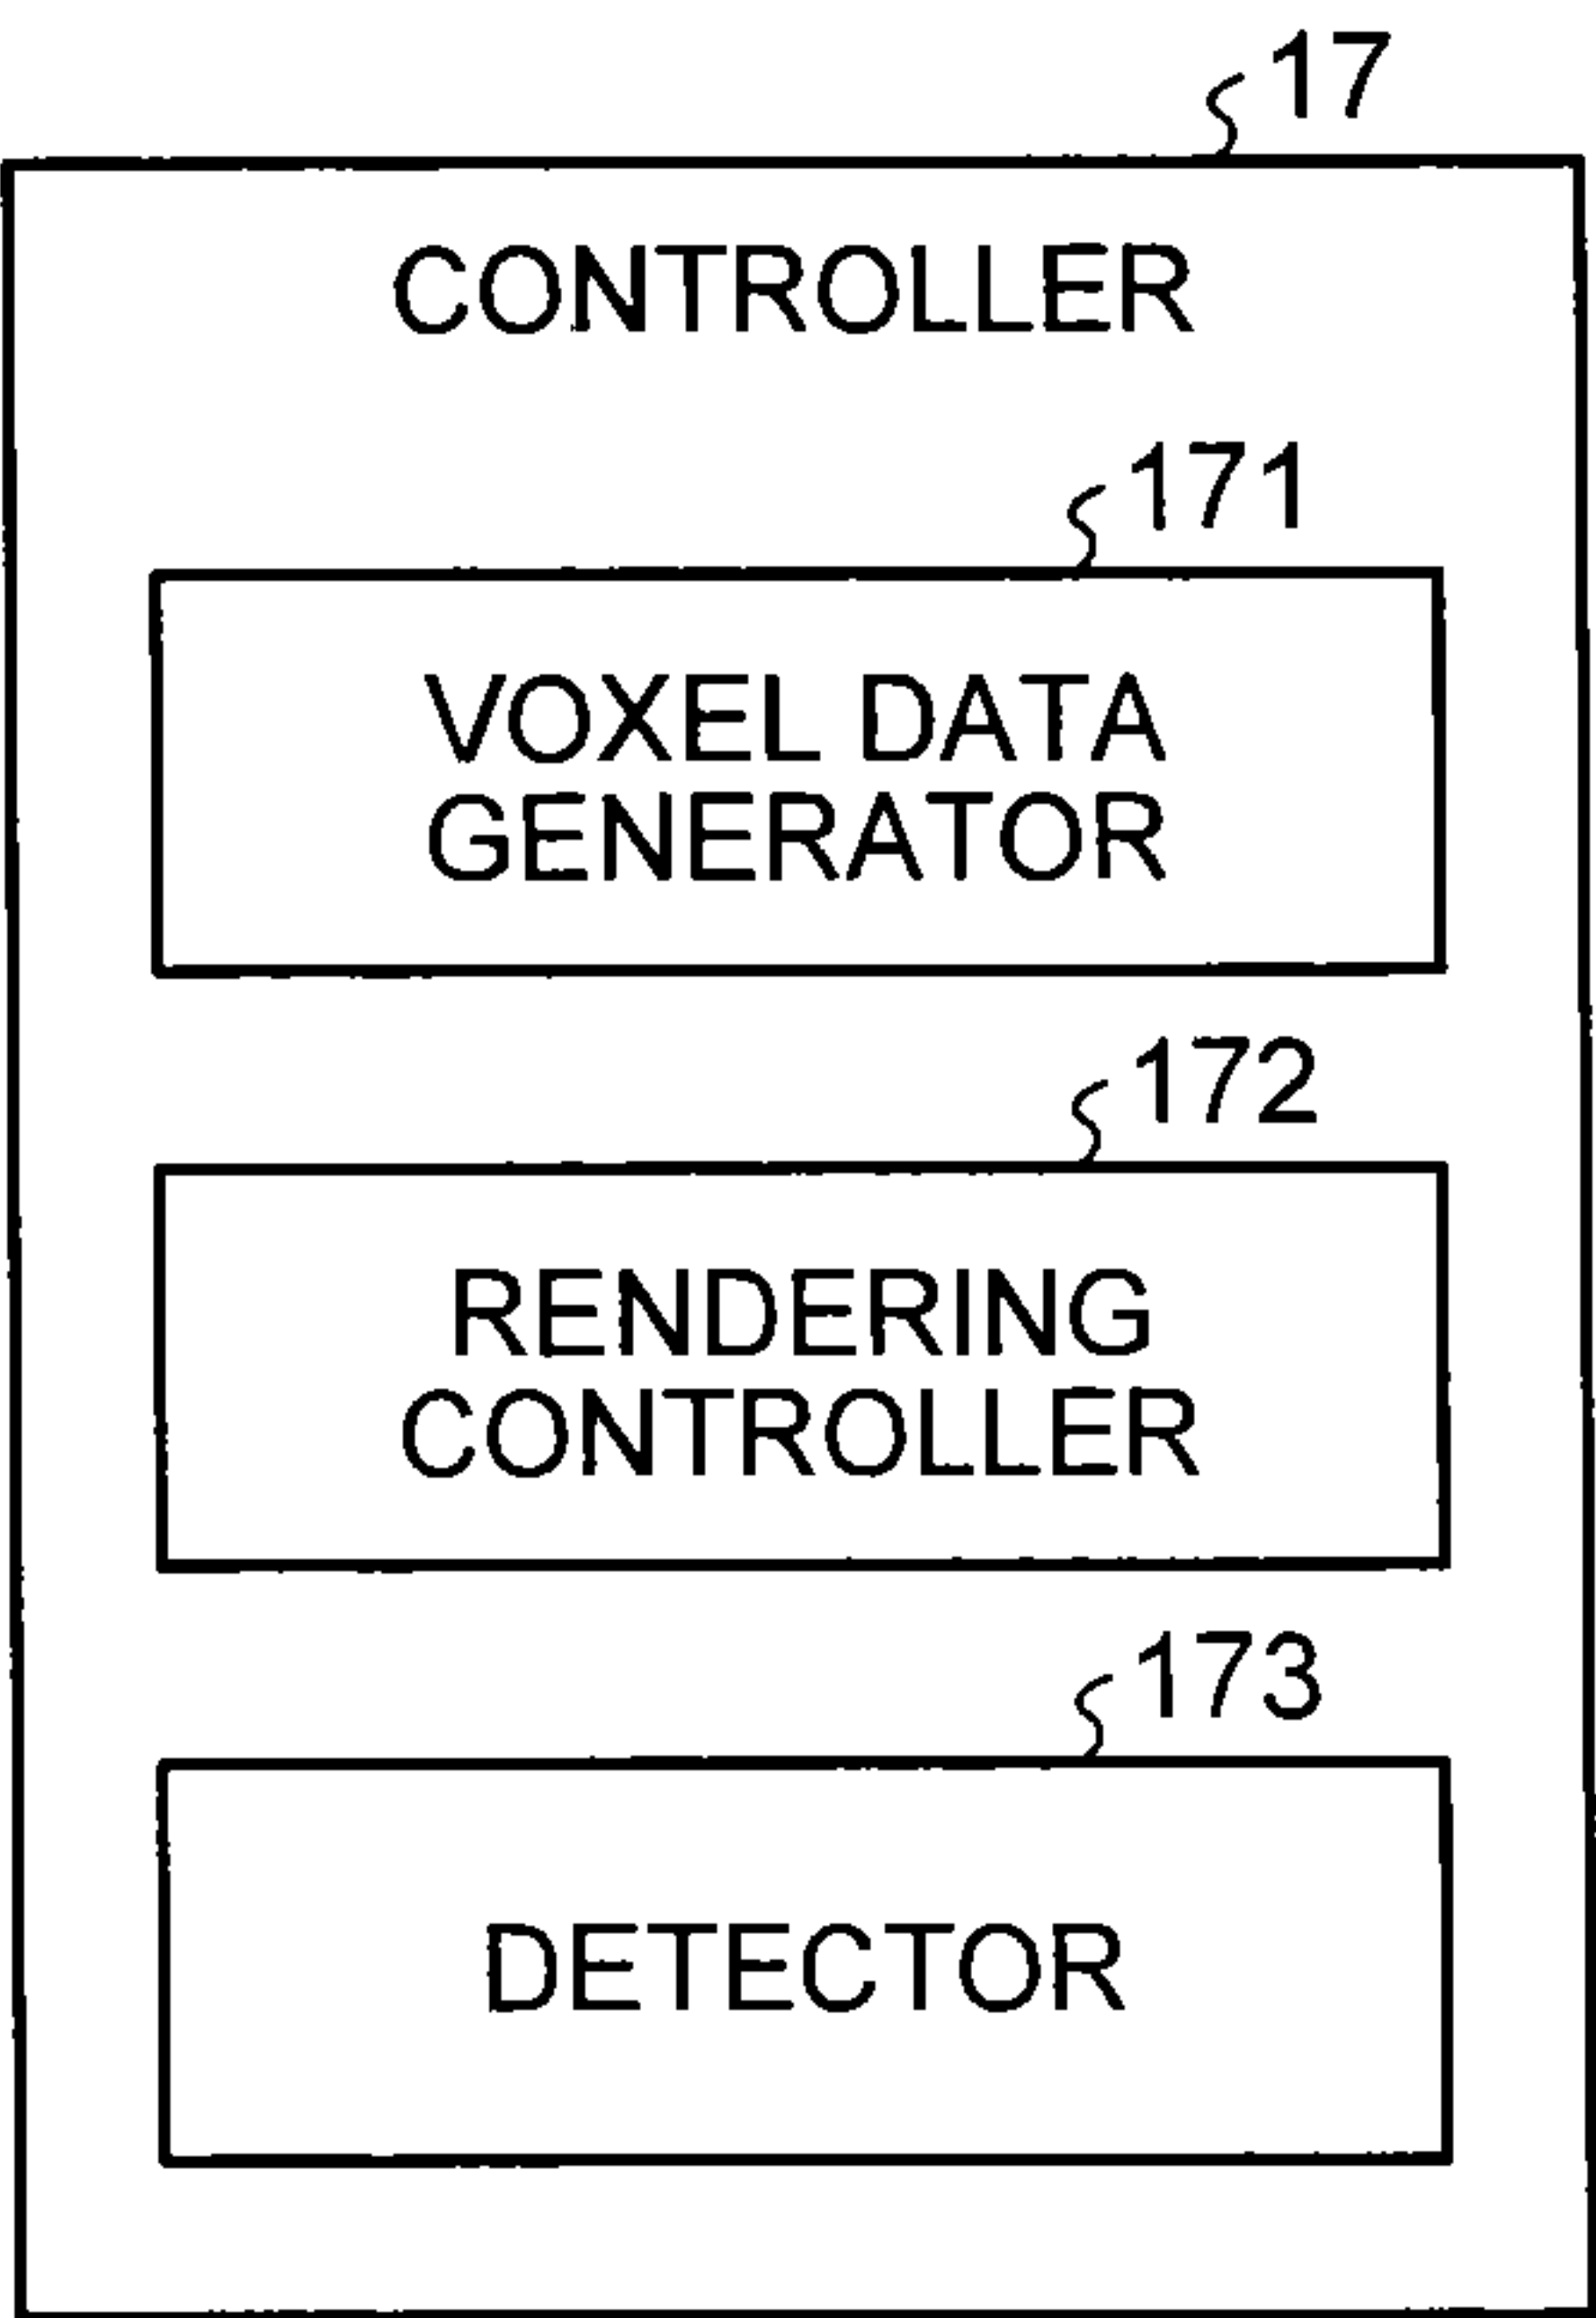 17
CONTROLLER
171
VOXEL DATA
GENERATOR
172
RENDERING
CONTROLLER
173
DETECTOR